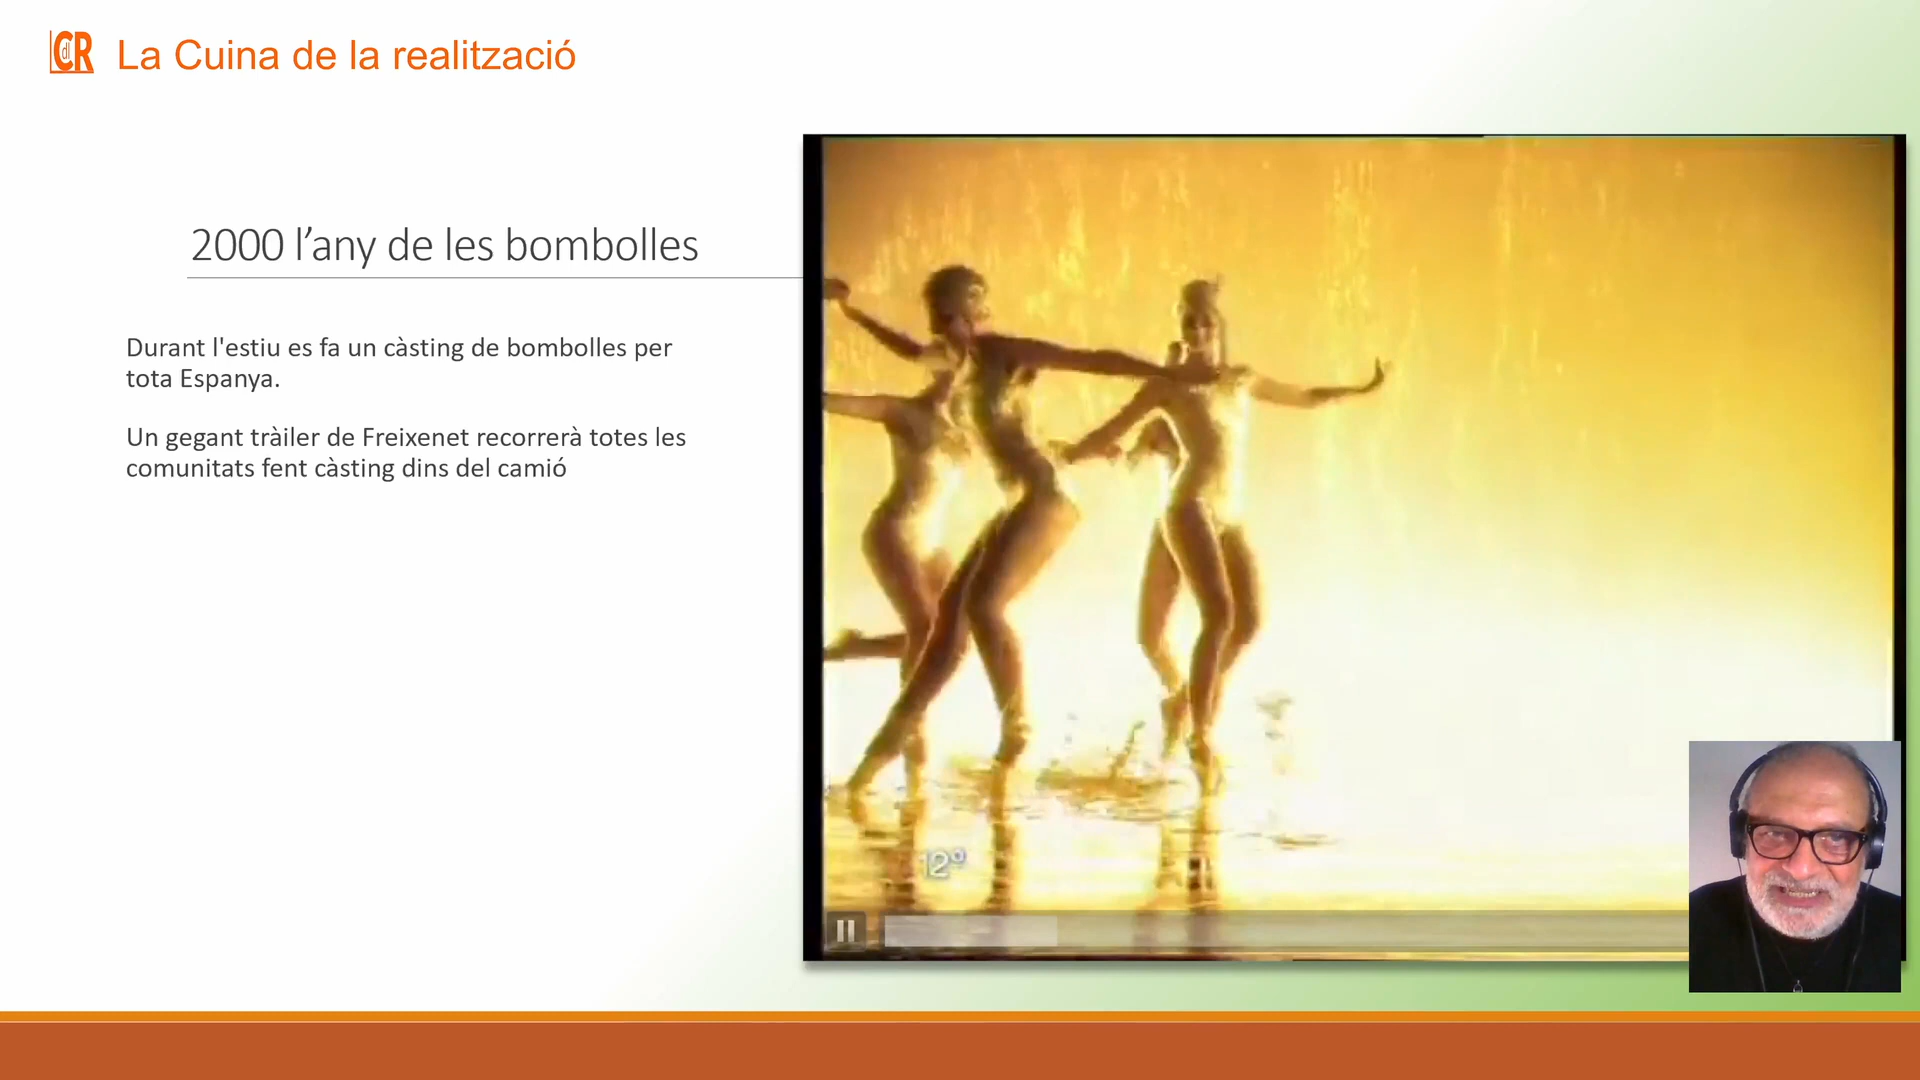 CdlR La Cuina de la realització
2000 l’any de les bombolles
Durant l'estiu es fa un càsting de bombolles per
tota Espanya.
Un gegant tràiler de Freixenet recorrerà totes les
comunitats fent càsting dins del camió
12º